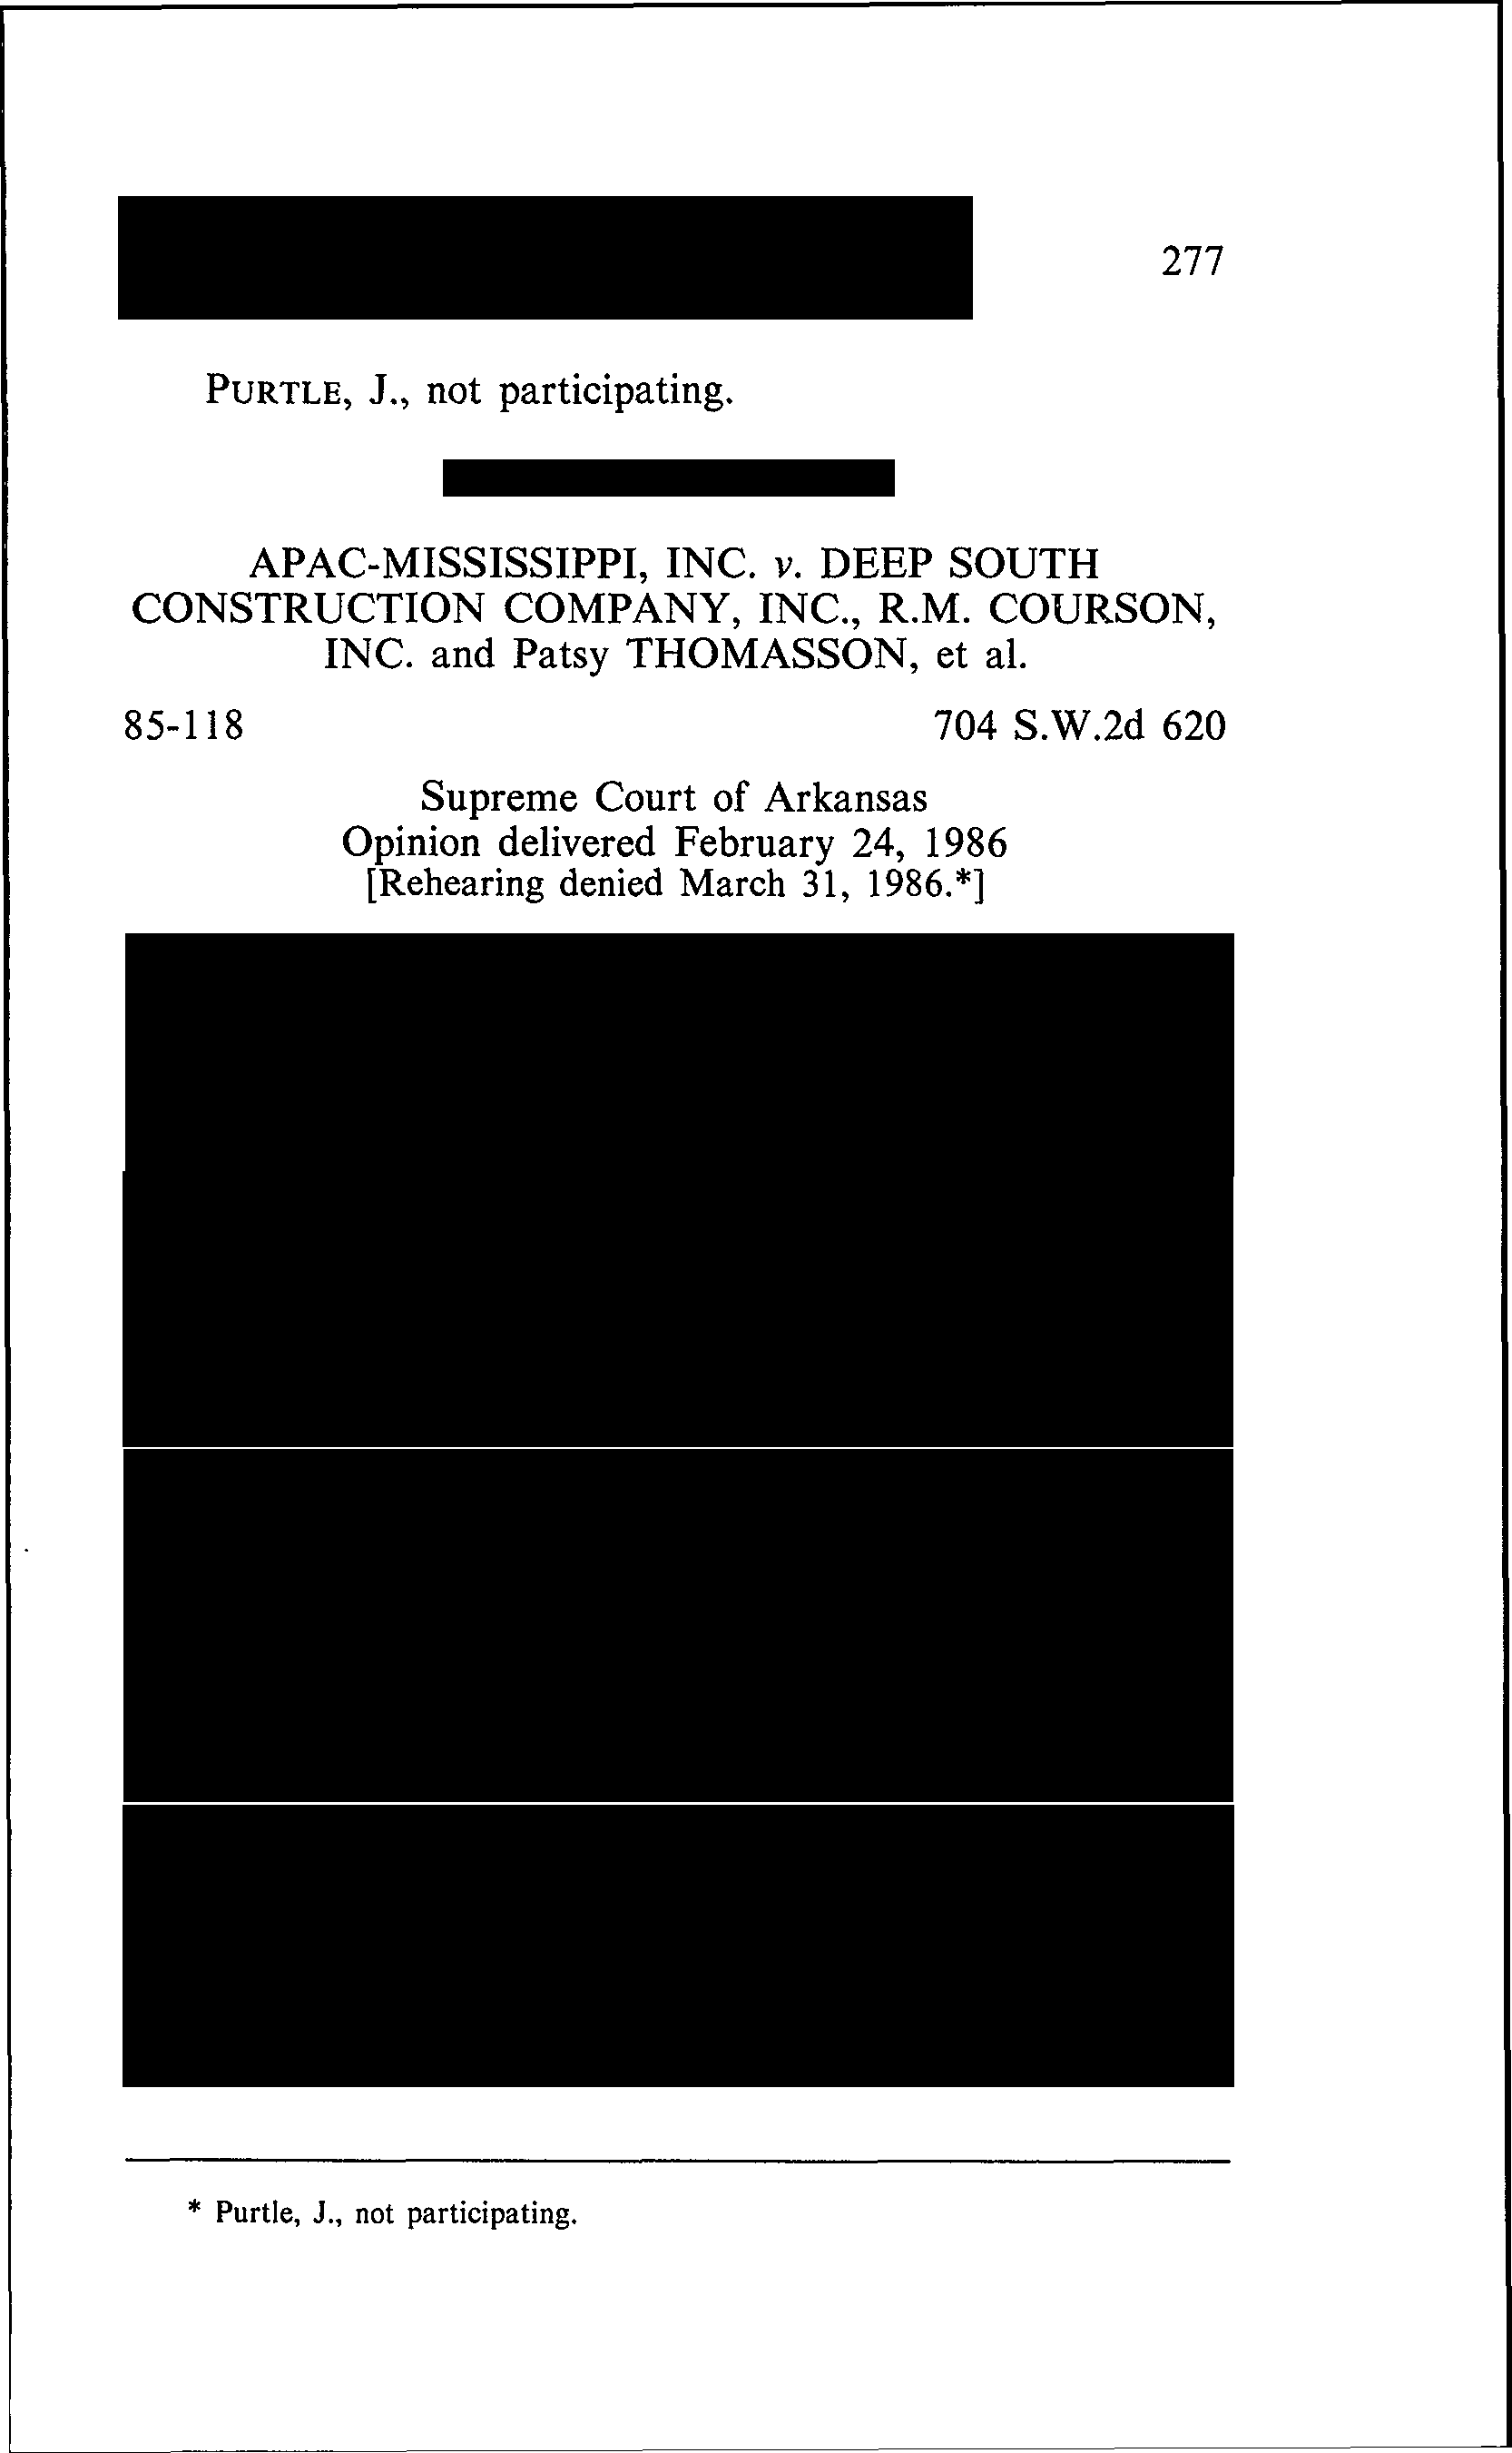 277
PURTLE, J., not participating.
APAC-MISSISSIPPI, INC. v. DEEP SOUTH
CONSTRUCTION COMPANY, INC., R.M. COURSON,
INC. and Patsy THOMASSON, et al.
85-118 704 S.W.2d 620
Supreme Court of Arkansas
Opinion delivered February 24, 1986
[Rehearing denied March 31, 1986.*]
* Purtle, J., not participating.